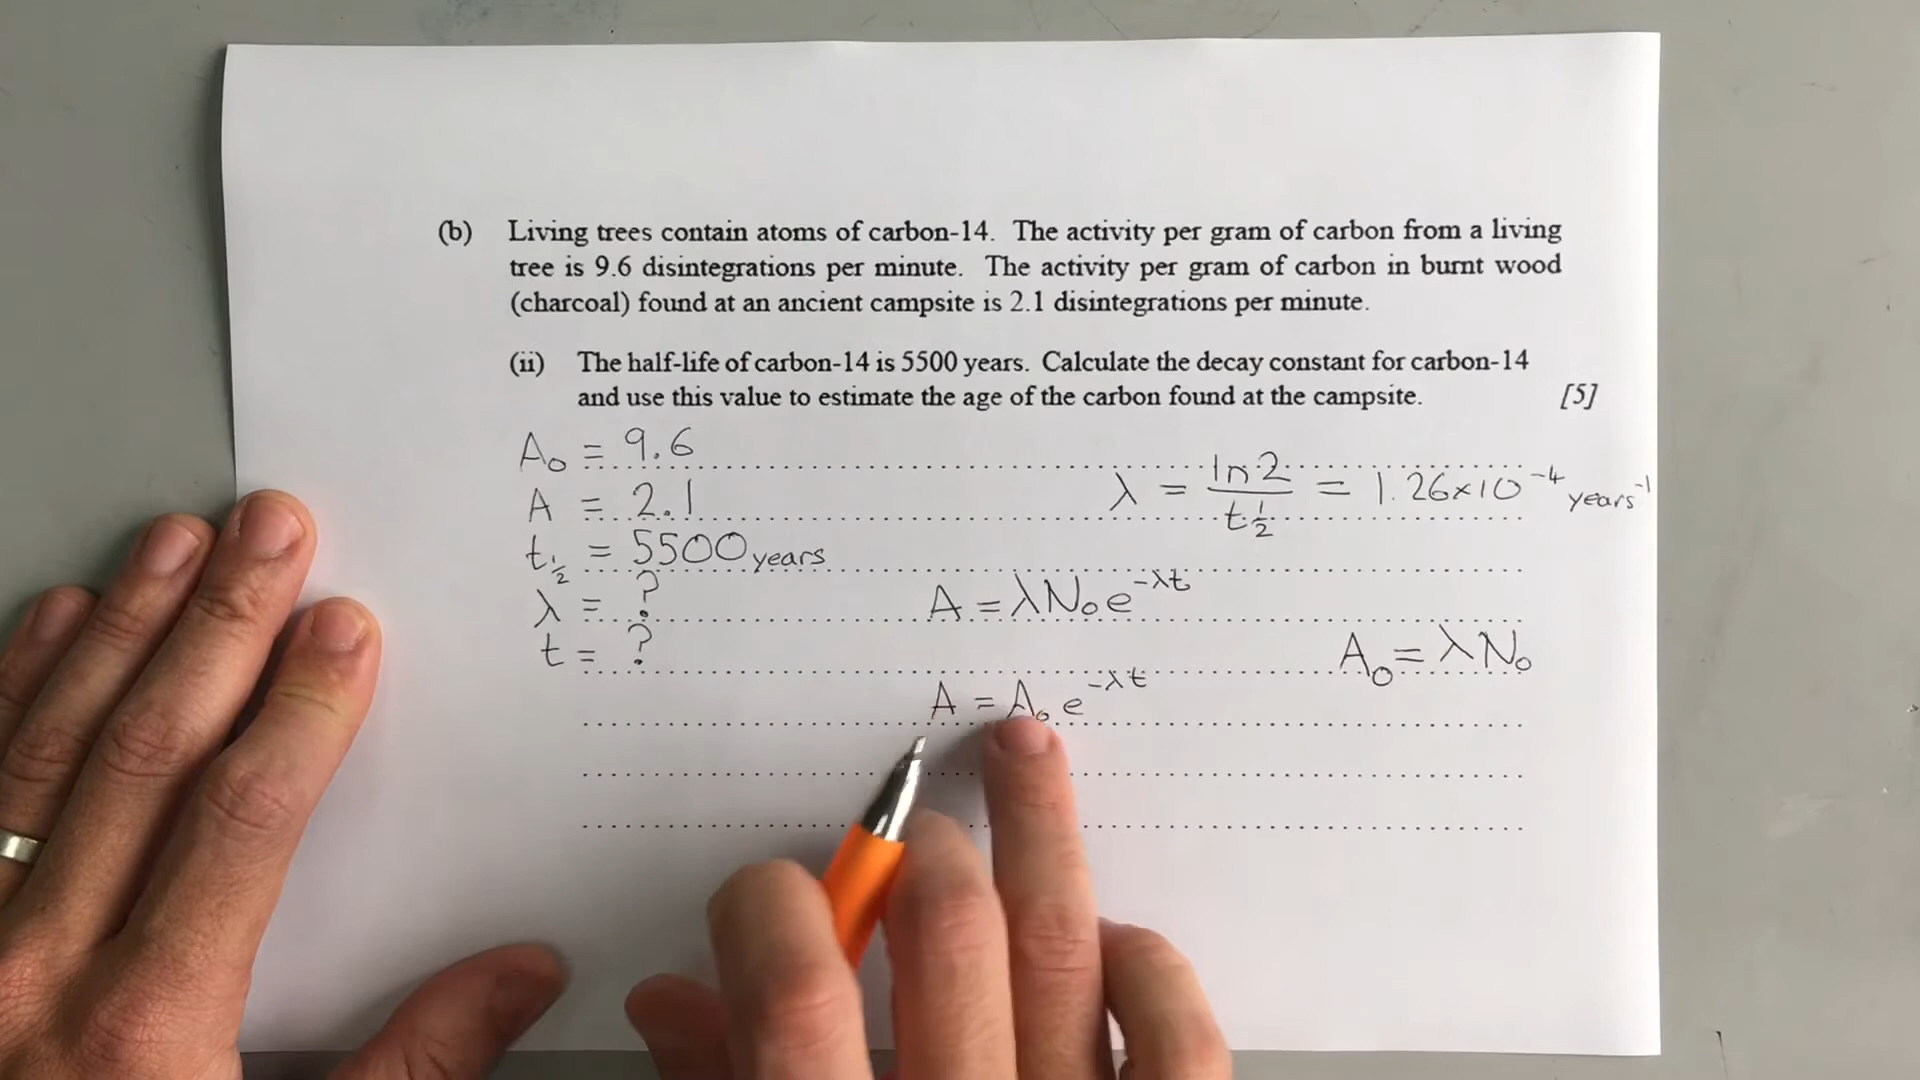 (b) Living trees contain atoms of carbon-14. The activity per gram of carbon from a living
tree is 9.6 disintegrations per minute. The activity per gram of carbon in burnt wood
(charcoal) found at an ancient campsite is 2.1 disintegrations per minute.
(ii) The half-life of carbon-14 is 5500 years. Calculate the decay constant for carbon-14
and use this value to estimate the age of the carbon found at the campsite. [5]
A₀ = 9.6
λ = ln2/t½ = 1.26×10⁻⁴ years⁻¹
A = 2.1
t½ = 5500 years
λ = ?
A = λN₀e^-λt
t = ?
A₀ = λN₀
A = A₀e^-λt